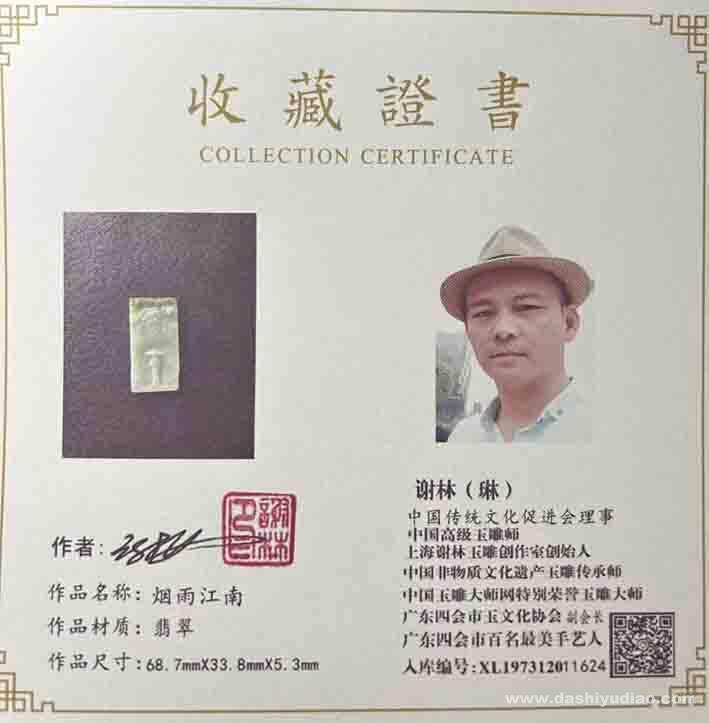 收藏證書
COLLECTION CERTIFICATE
谢林（琳）
中国传统文化促进会理事
中国高级玉雕师
上海谢林玉雕创作室创始人
中国非物质文化遗产玉雕传承师
中国玉雕大师网特别荣誉玉雕大师
广东四会市玉文化协会 副会长
广东四会市百名最美手艺人
入库编号:XL197312011624
作者:
作品名称: 烟雨江南
作品材质: 翡翠
作品尺寸:68.7mmX33.8mmX5.3mm
www.dashiyudiao.com